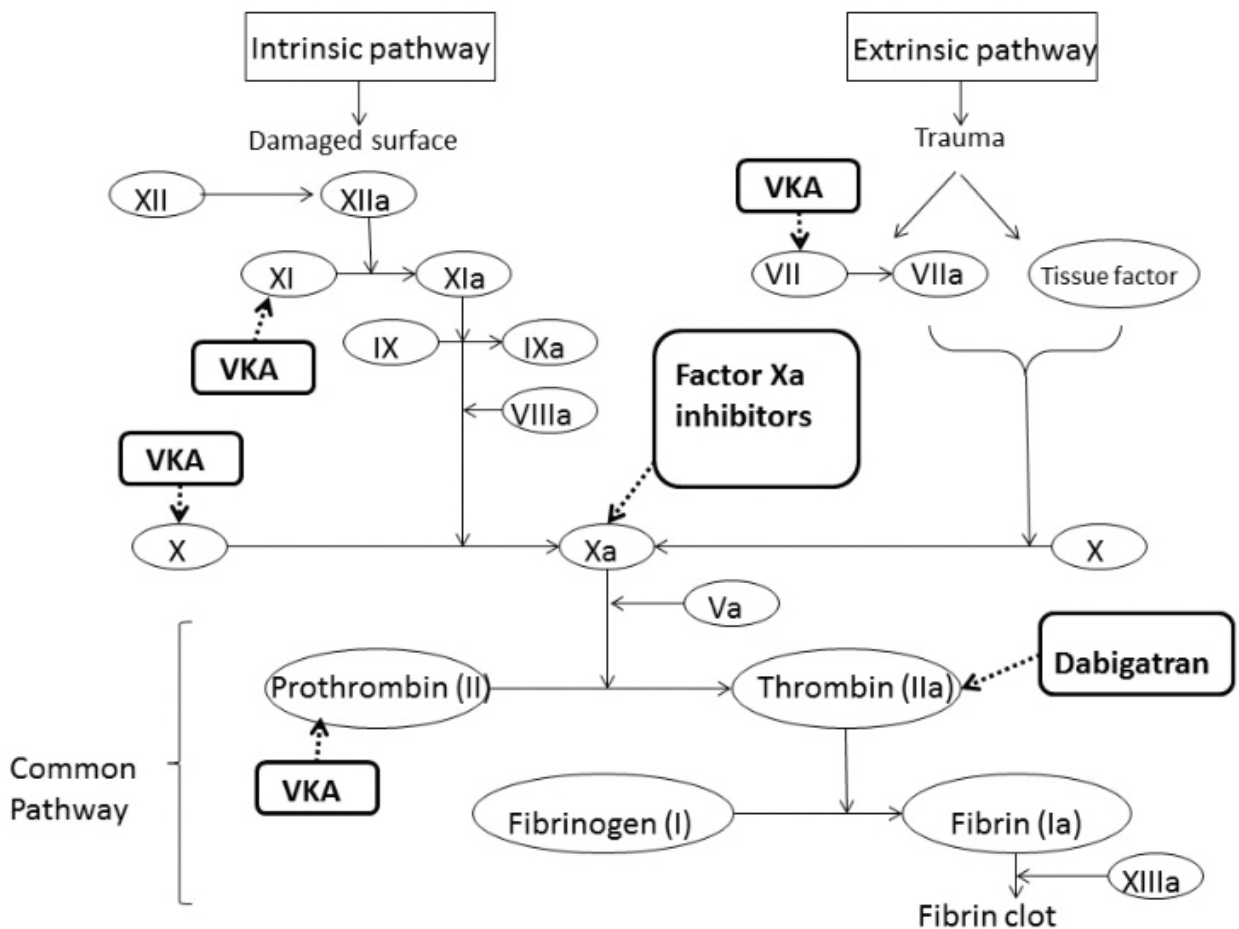 Intrinsic pathway
Extrinsic pathway
Damaged surface
Trauma
VKA
XII
XIIa
XI
XIa
VII
VIIa
Tissue factor
VKA
IX
IXa
Factor Xa
inhibitors
VIIIa
VKA
X
Xa
X
Va
Dabigatran
Prothrombin (II)
Thrombin (IIa)
Common
Pathway
VKA
Fibrinogen (I)
Fibrin (Ia)
XIIIa
Fibrin clot